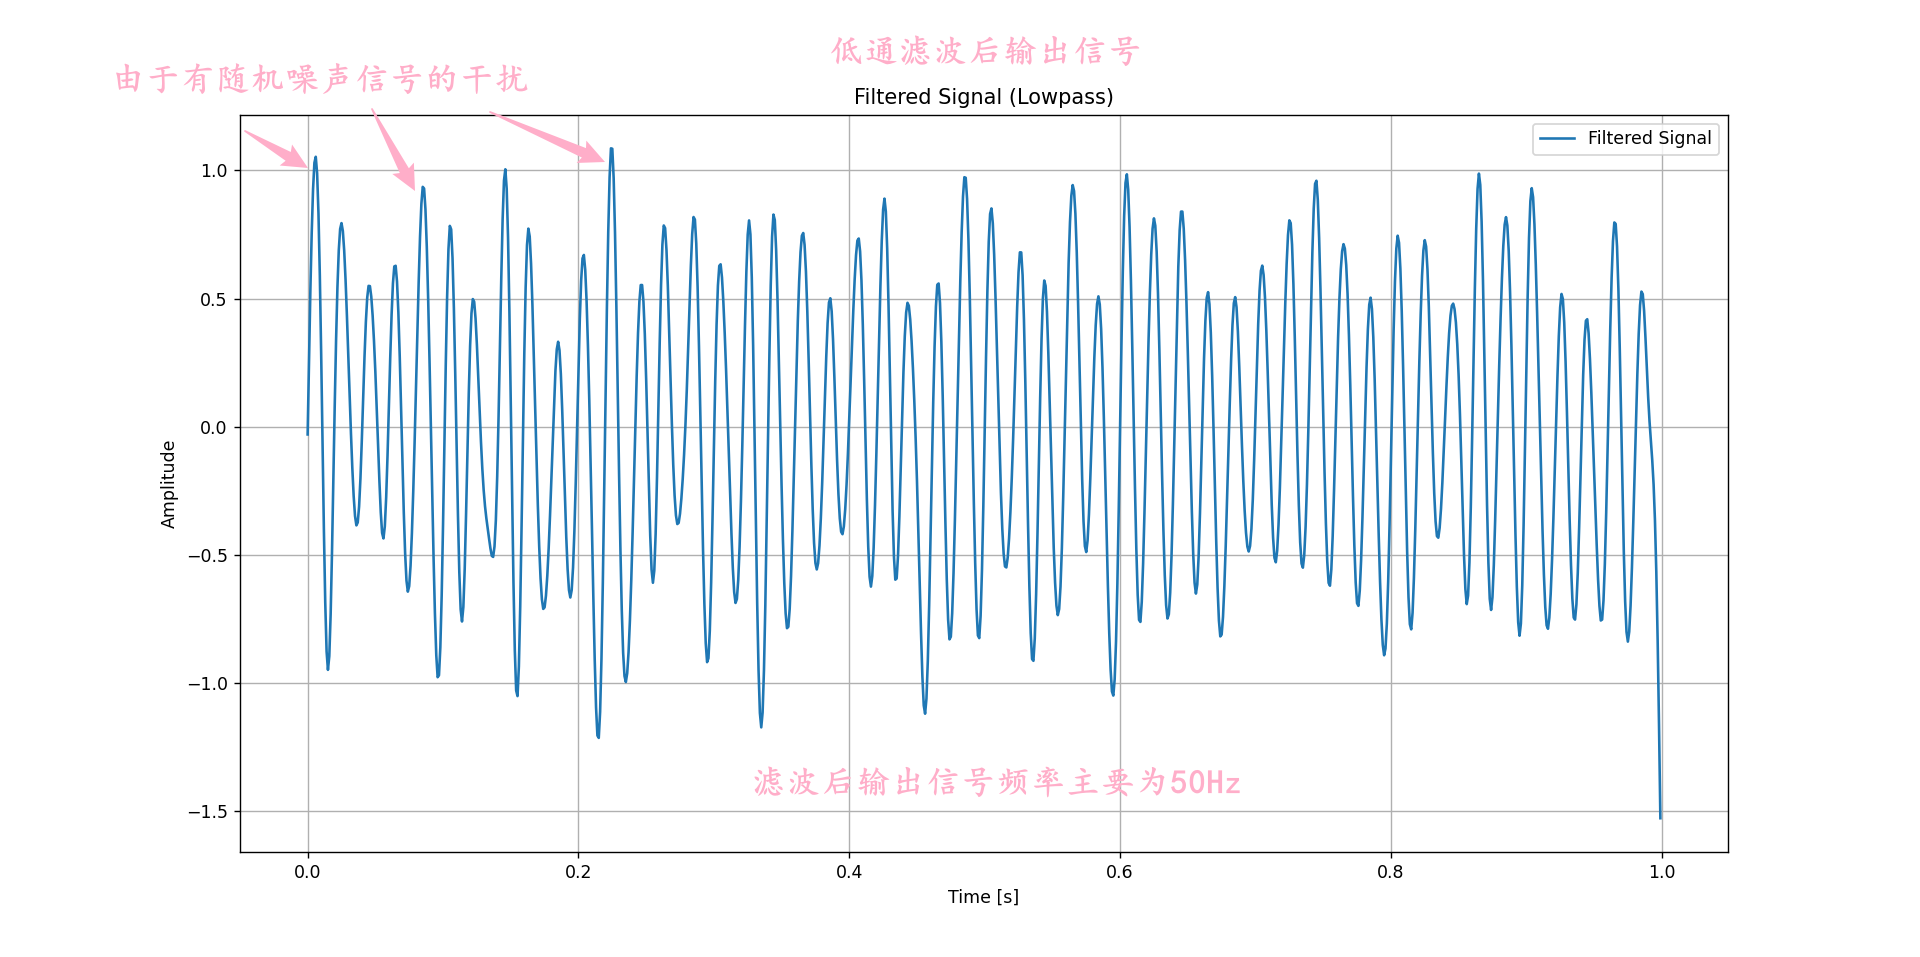 低通滤波后输出信号
由于有随机噪声信号的干扰
Filtered Signal (Lowpass)
Filtered Signal
1.0
0.5
0.0
−0.5
−1.0
−1.5
Amplitude
滤波后输出信号频率主要为50Hz
0.0 0.2 0.4 0.6 0.8 1.0
Time [s]